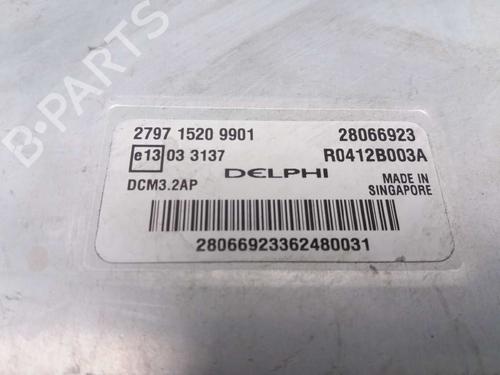 B-PARTS
2797 1520 9901 28066923
e13 03 3137 R0412B003A
DELPHI
DCM3.2AP MADE IN
SINGAPORE
28066923362480031